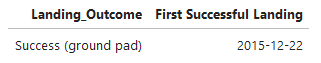 Landing_Outcome First Successful Landing
Success (ground pad) 2015-12-22